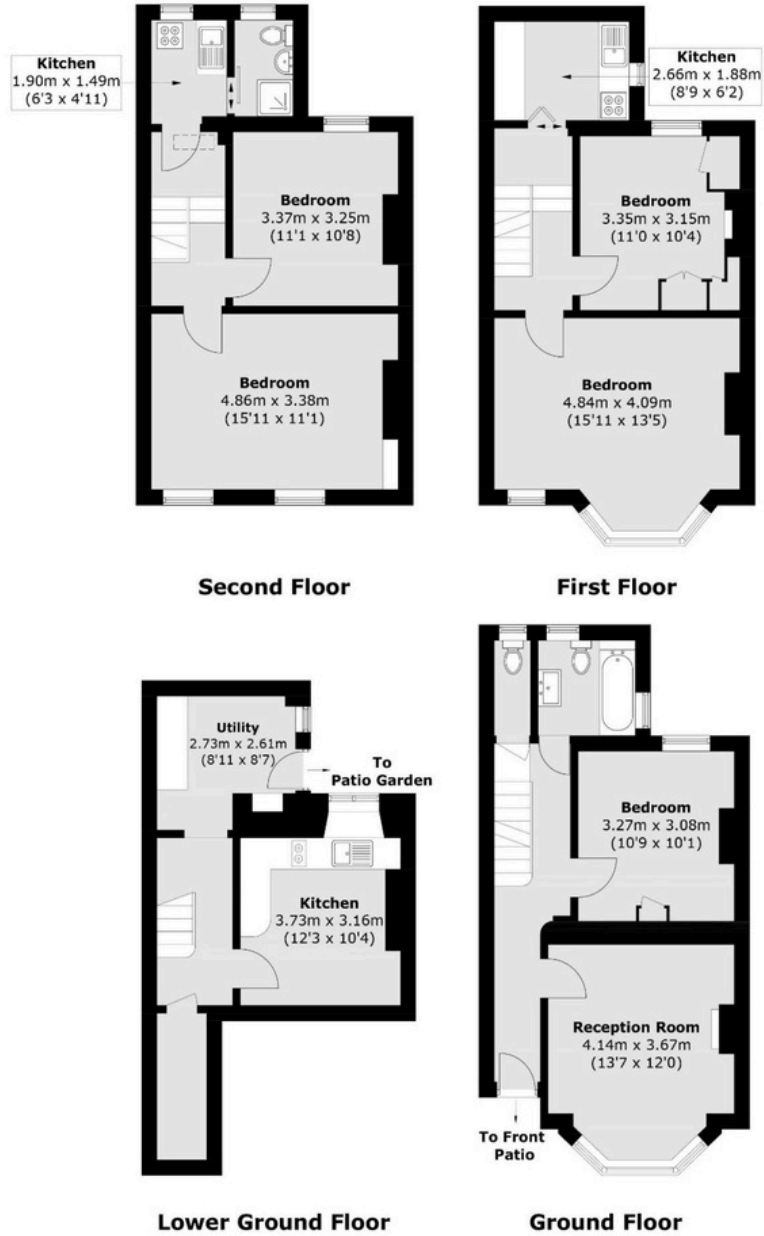 Kitchen
1.90m x 1.49m
(6'3 x 4'11)
Bedroom
3.37m x 3.25m
(11'1 x 10'8)
Bedroom
4.86m x 3.38m
(15'11 x 11'1)
Second Floor
Kitchen
2.66m x 1.88m
(8'9 x 6'2)
Bedroom
3.35m x 3.15m
(11'0 x 10'4)
Bedroom
4.84m x 4.09m
(15'11 x 13'5)
First Floor
Utility
2.73m x 2.61m
(8'11 x 8'7)
To
Patio Garden
Kitchen
3.73m x 3.16m
(12'3 x 10'4)
Lower Ground Floor
Bedroom
3.27m x 3.08m
(10'9 x 10'1)
Reception Room
4.14m x 3.67m
(13'7 x 12'0)
To Front
Patio
Ground Floor